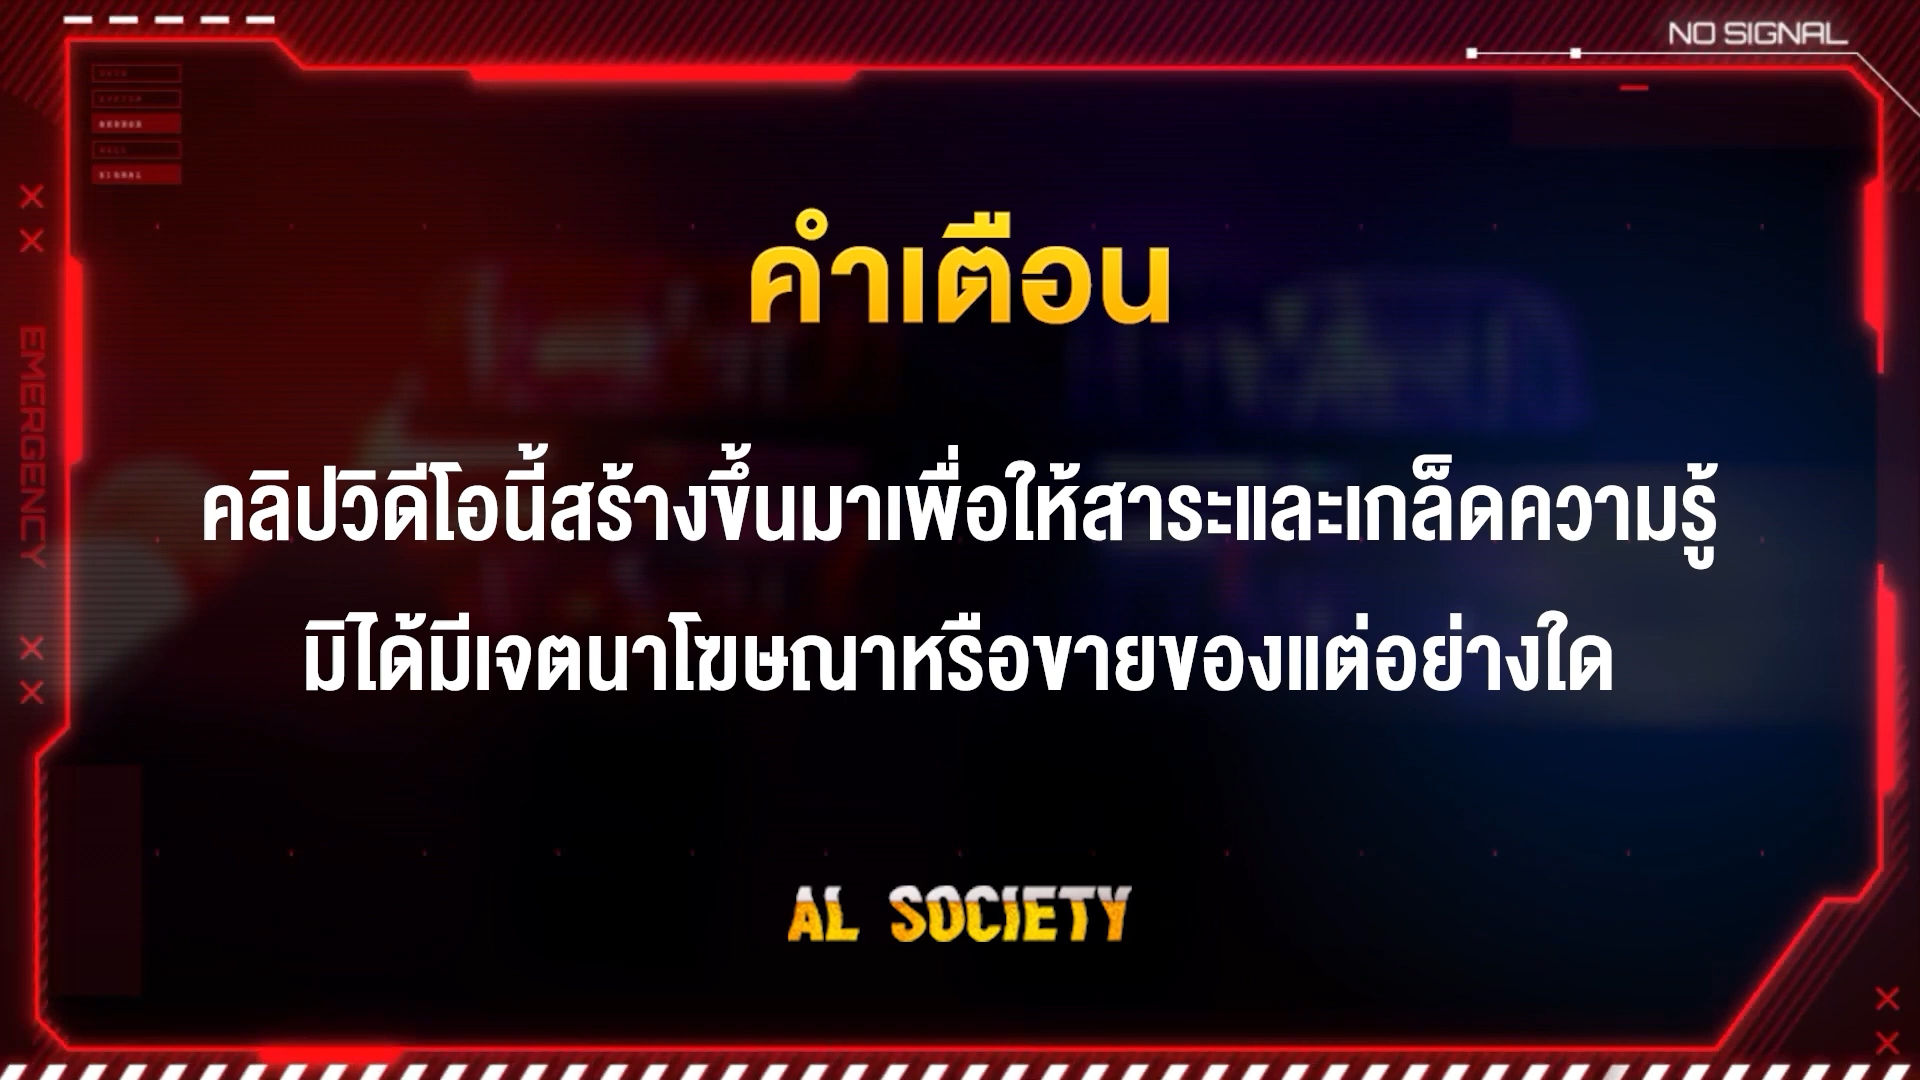 NO SIGNAL
ERROR
SIGNAL
EMERGENCY
คำเตือน
คลิปวิดีโอนี้สร้างขึ้นมาเพื่อให้สาระและเกล็ดความรู้
มิได้มีเจตนาโฆษณาหรือขายของแต่อย่างใด
AL SOCIETY